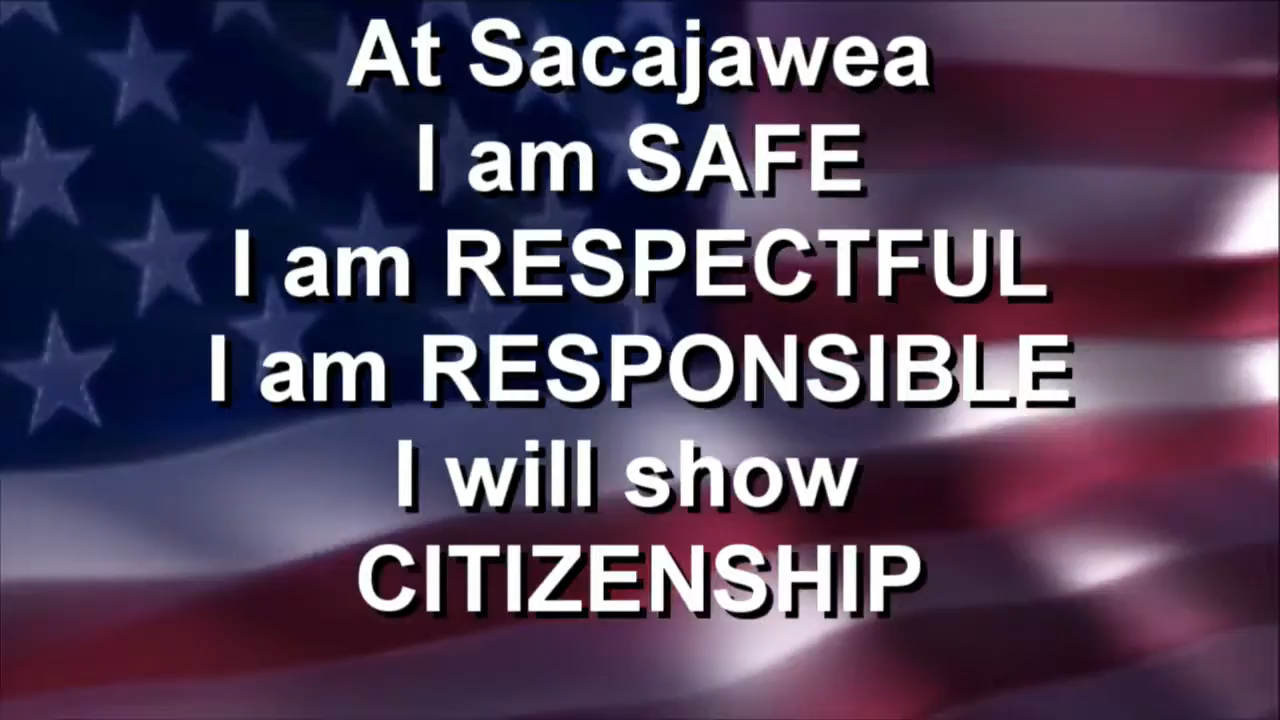 At Sacajawea
I am SAFE
I am RESPECTFUL
I am RESPONSIBLE
I will show
CITIZENSHIP